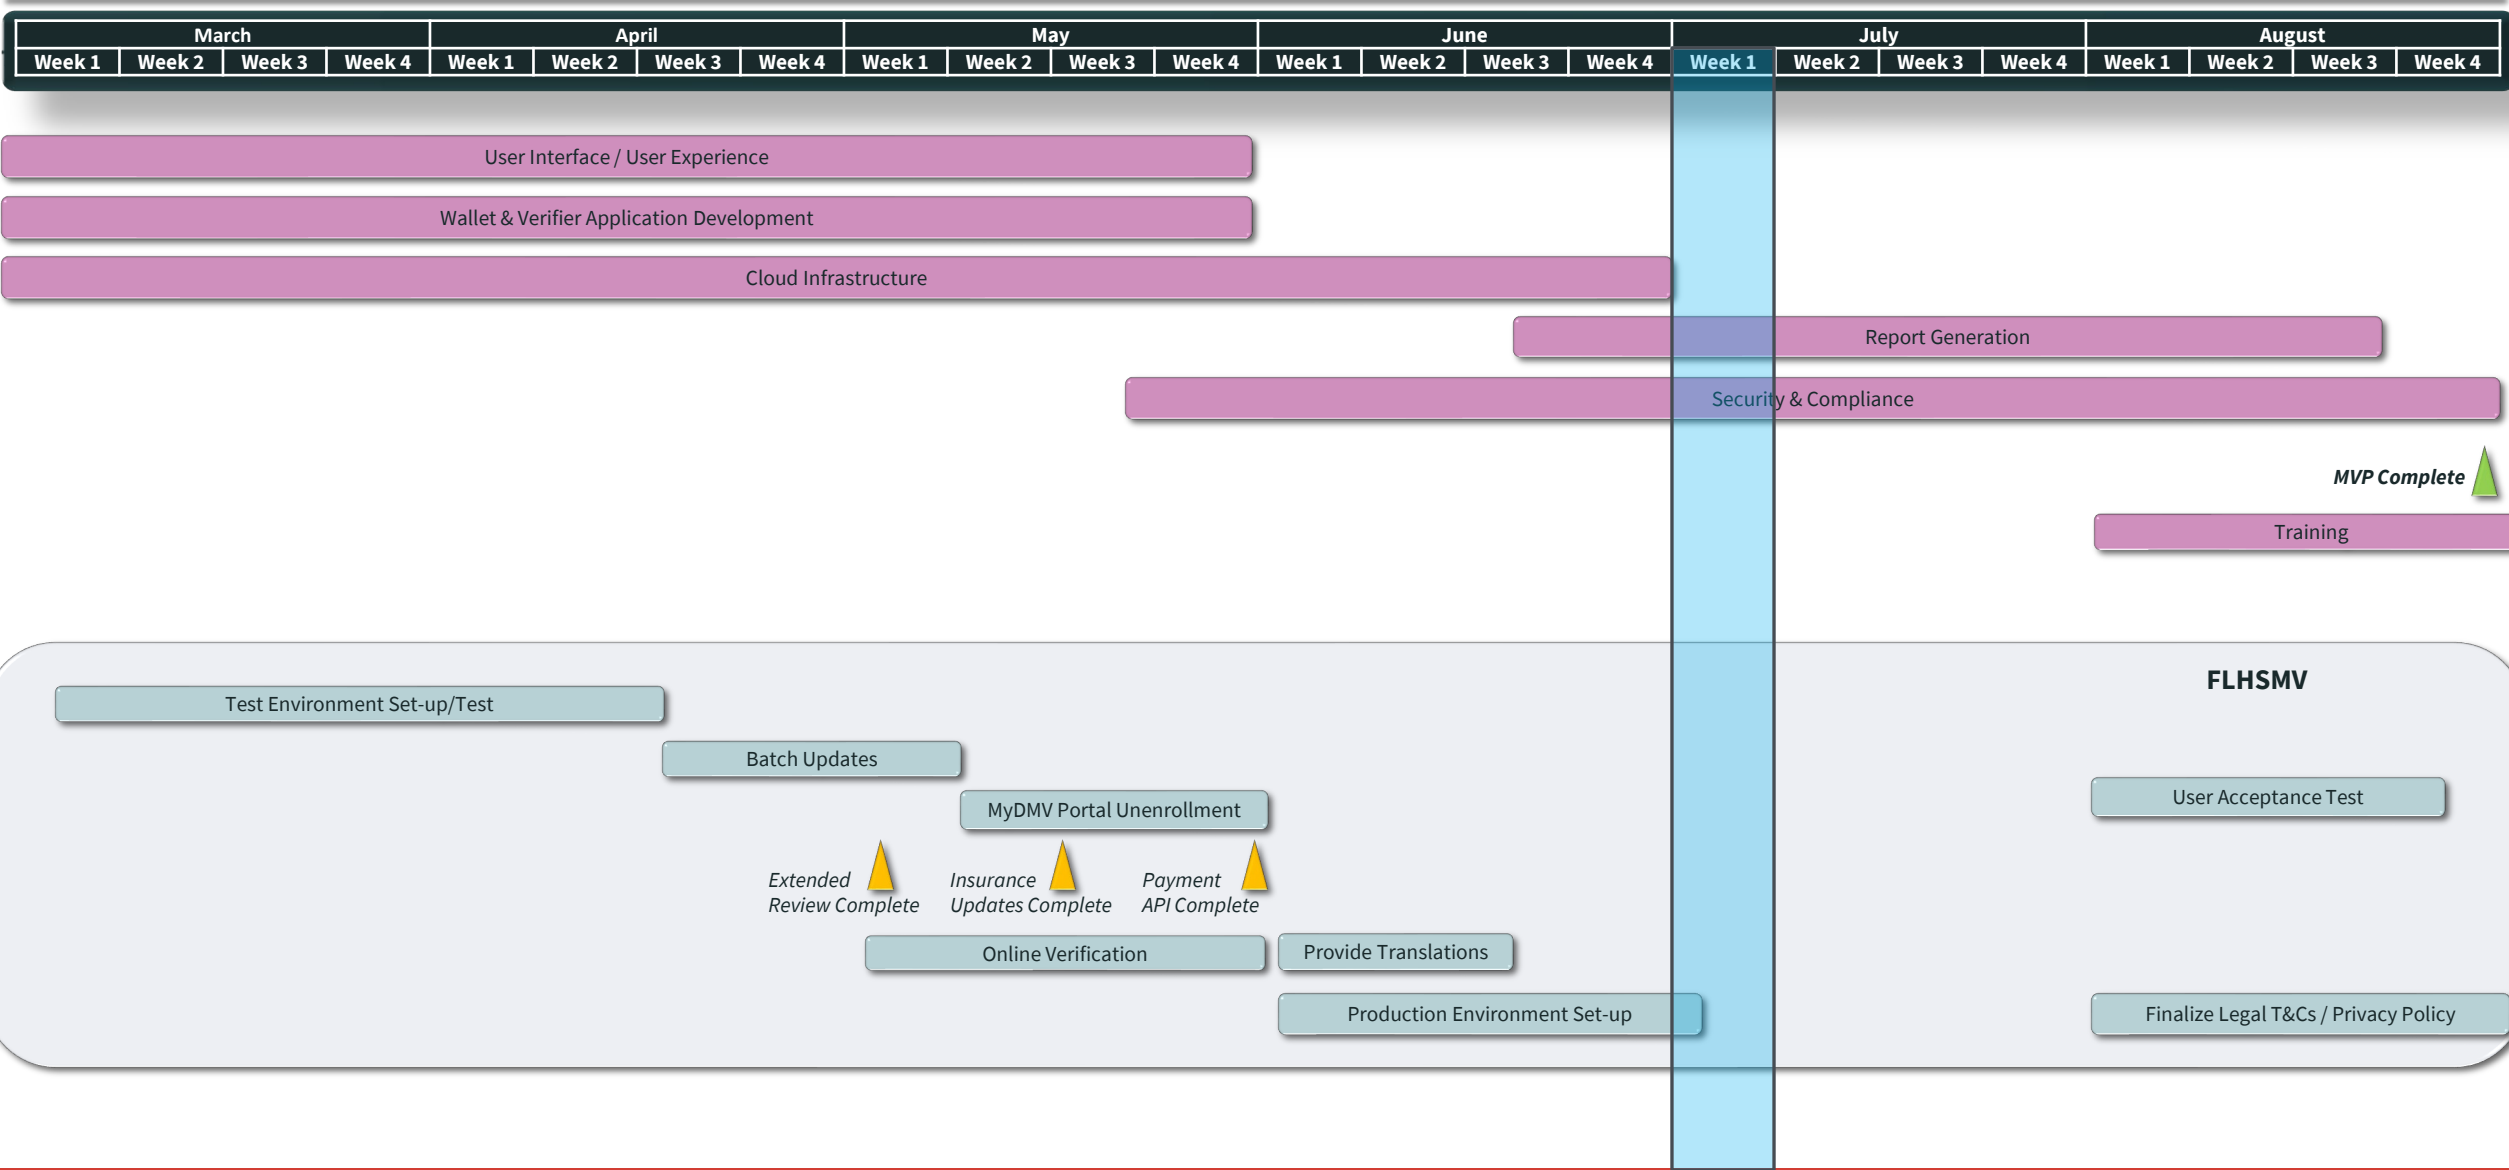 March April May June July August
Week 1 Week 2 Week 3 Week 4 Week 1 Week 2 Week 3 Week 4 Week 1 Week 2 Week 3 Week 4 Week 1 Week 2 Week 3 Week 4 Week 1 Week 2 Week 3 Week 4 Week 1 Week 2 Week 3 Week 4
User Interface / User Experience
Wallet & Verifier Application Development
Cloud Infrastructure
Report Generation
Security & Compliance
MVP Complete
Training
FLHSMV
Test Environment Set-up/Test
Batch Updates
User Acceptance Test
MyDMV Portal Unenrollment
Extended
Review Complete
Insurance
Updates Complete
Payment
API Complete
Online Verification
Provide Translations
Production Environment Set-up
Finalize Legal T&Cs / Privacy Policy